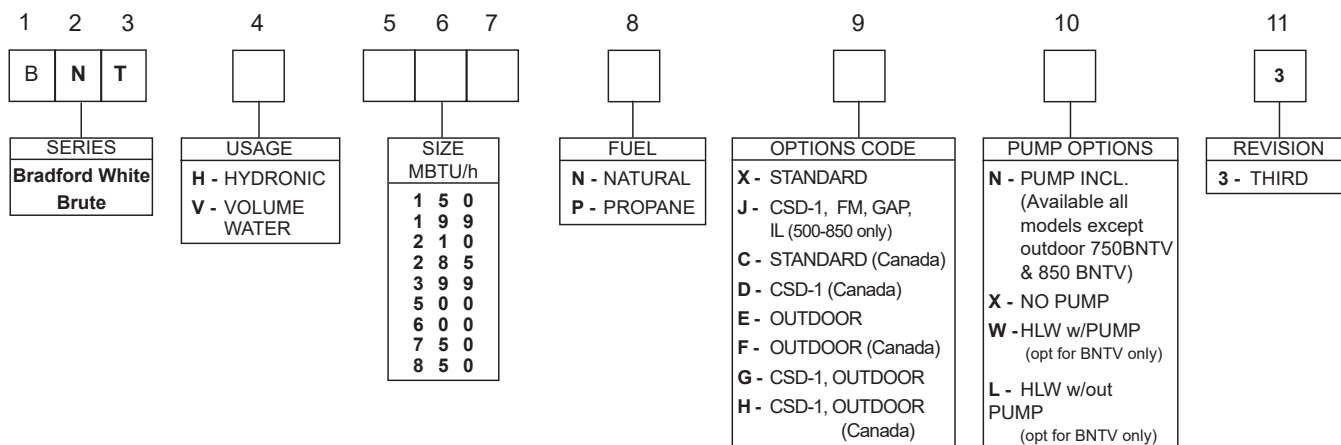 1 2 3 4 5 6 7 8 9 10 11
B N T 3
SERIES
Bradford White
Brute
USAGE
H - HYDRONIC
V - VOLUME
WATER
SIZE
MBTU/h
1 5 0
1 9 9
2 1 0
2 8 5
3 9 9
5 0 0
6 0 0
7 5 0
8 5 0
FUEL
N - NATURAL
P - PROPANE
OPTIONS CODE
X - STANDARD
J - CSD-1, FM, GAP,
IL (500-850 only)
C - STANDARD (Canada)
D - CSD-1 (Canada)
E - OUTDOOR
F - OUTDOOR (Canada)
G - CSD-1, OUTDOOR
H - CSD-1, OUTDOOR
(Canada)
PUMP OPTIONS
N - PUMP INCL.
(Available all
models except
outdoor 750BNTV
& 850 BNTV)
X - NO PUMP
W - HLW w/PUMP
(opt for BNTV only)
L - HLW w/out
PUMP
(opt for BNTV only)
REVISION
3 - THIRD